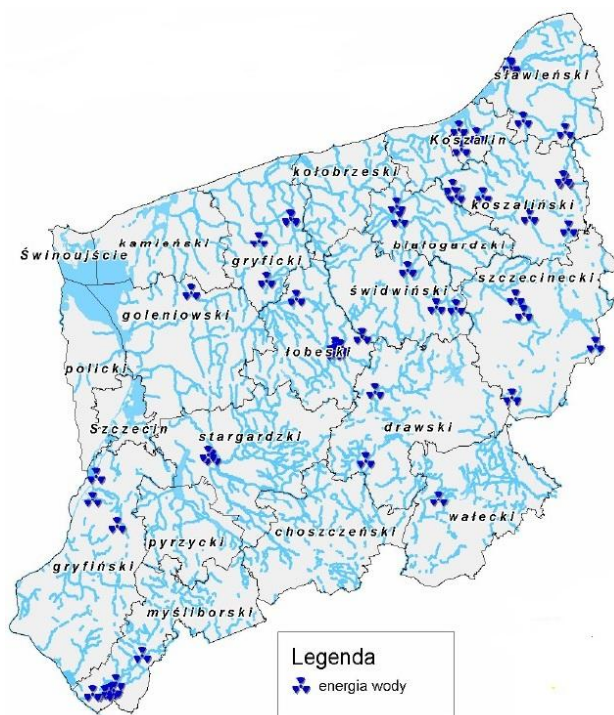 sławieński
Koszalin
kołobrzeski
koszaliński
Świnoujście
kamieński
gryficki
białogardzki
szczecinecki
świdwiński
goleniowski
łobeski
policki
Szczecin
stargardzki
drawski
wałecki
choszczeński
pyrzycki
gryfiński
myśliborski
Legenda
energia wody